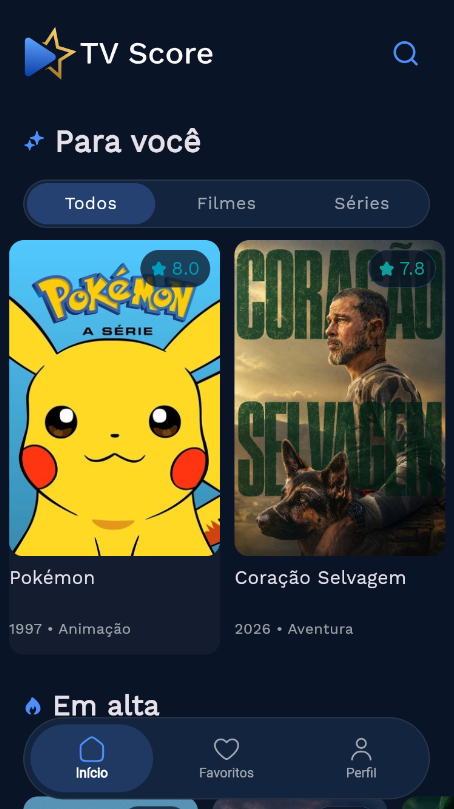 TV Score
Para você
Todos Filmes Séries
8.0
POKÉMON
A SÉRIE
7.8
CORAÇÃO
SELVAGEM
Pokémon
1997 • Animação
Coração Selvagem
2026 • Aventura
Em alta
Início Favoritos Perfil